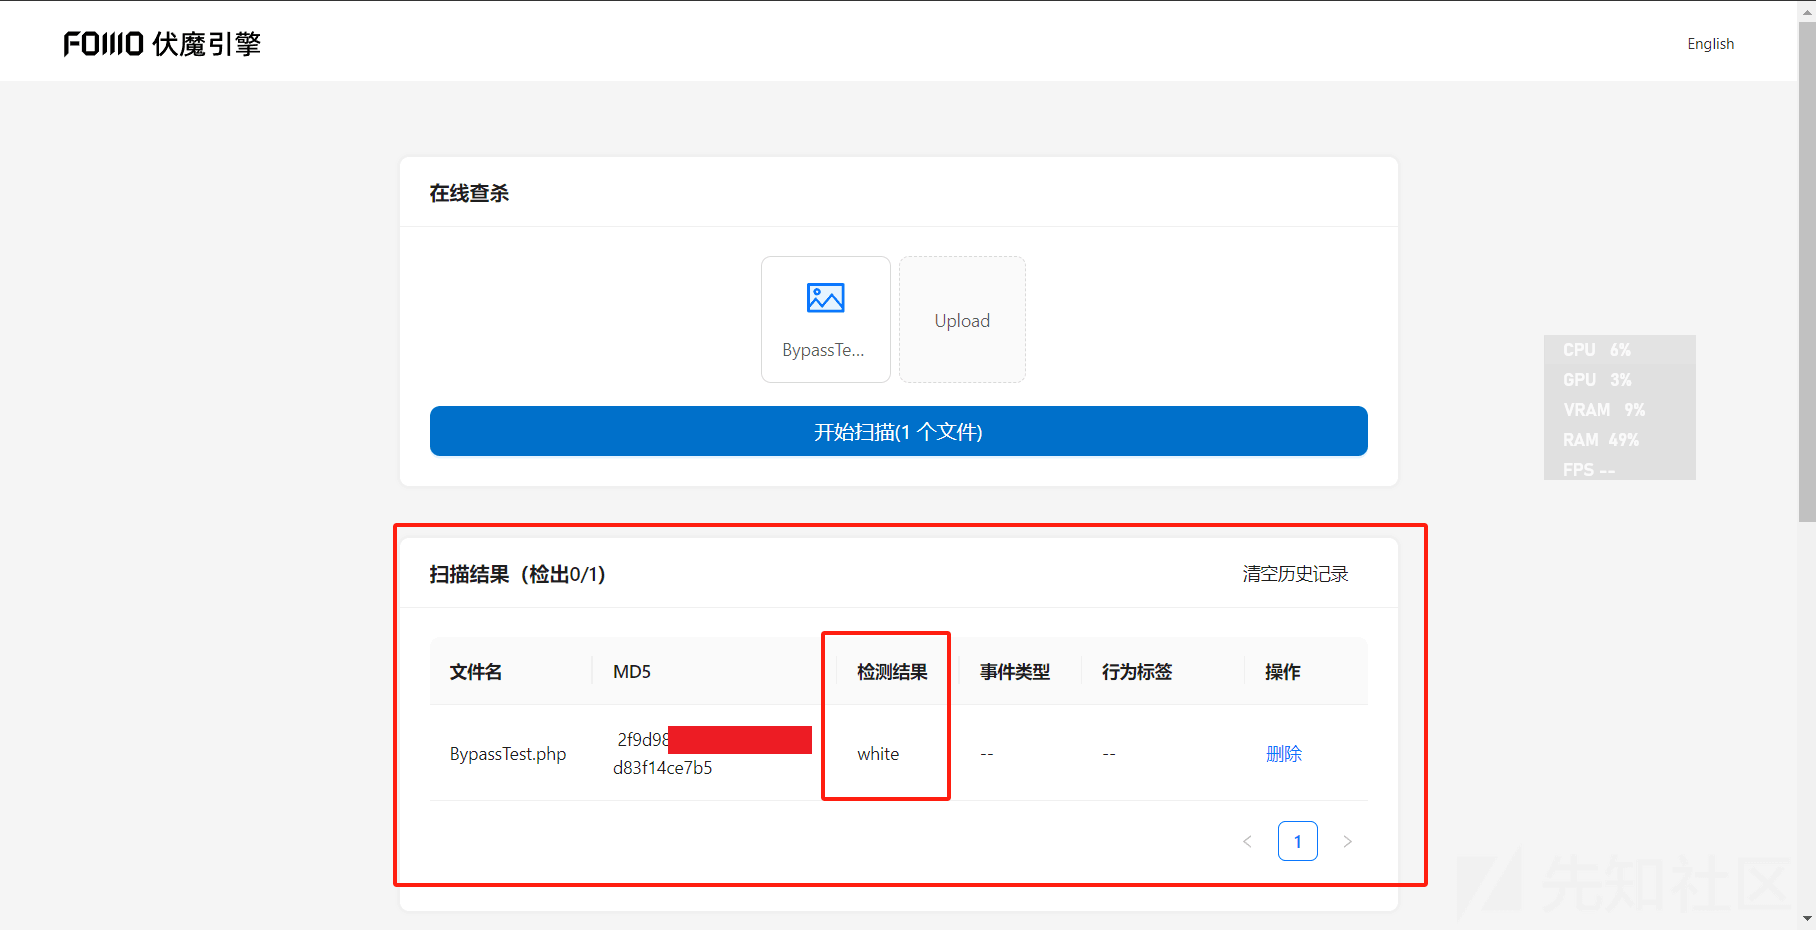 FOMO 伏魔引擎
English
在线查杀
BypassTe...
Upload
开始扫描(1 个文件)
CPU 6%
GPU 3%
VRAM 9%
RAM 49%
FPS --
扫描结果（检出0/1)
清空历史记录
文件名 MD5 检测结果 事件类型 行为标签 操作
BypassTest.php 2f9d98 white -- -- 删除
d83f14ce7b5
< 1 >
先知社区